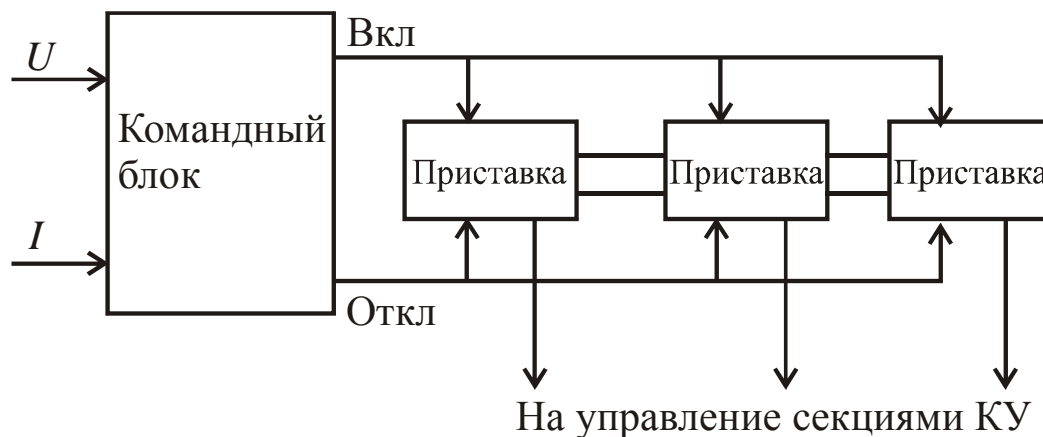 Вкл
U
Командный
блок
Приставка
Приставка
Приставка
I
Откл
На управление секциями КУ